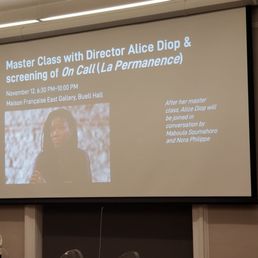 Master Class with Director Alice Diop &
screening of On Call (La Permanence)
November 12, 6:30 PM-10:00 PM
Maison Française East Gallery, Buell Hall
After her master
class, Alice Diop will
be joined in
conversation by
Maboula Soumahoro
and Nora Philippe